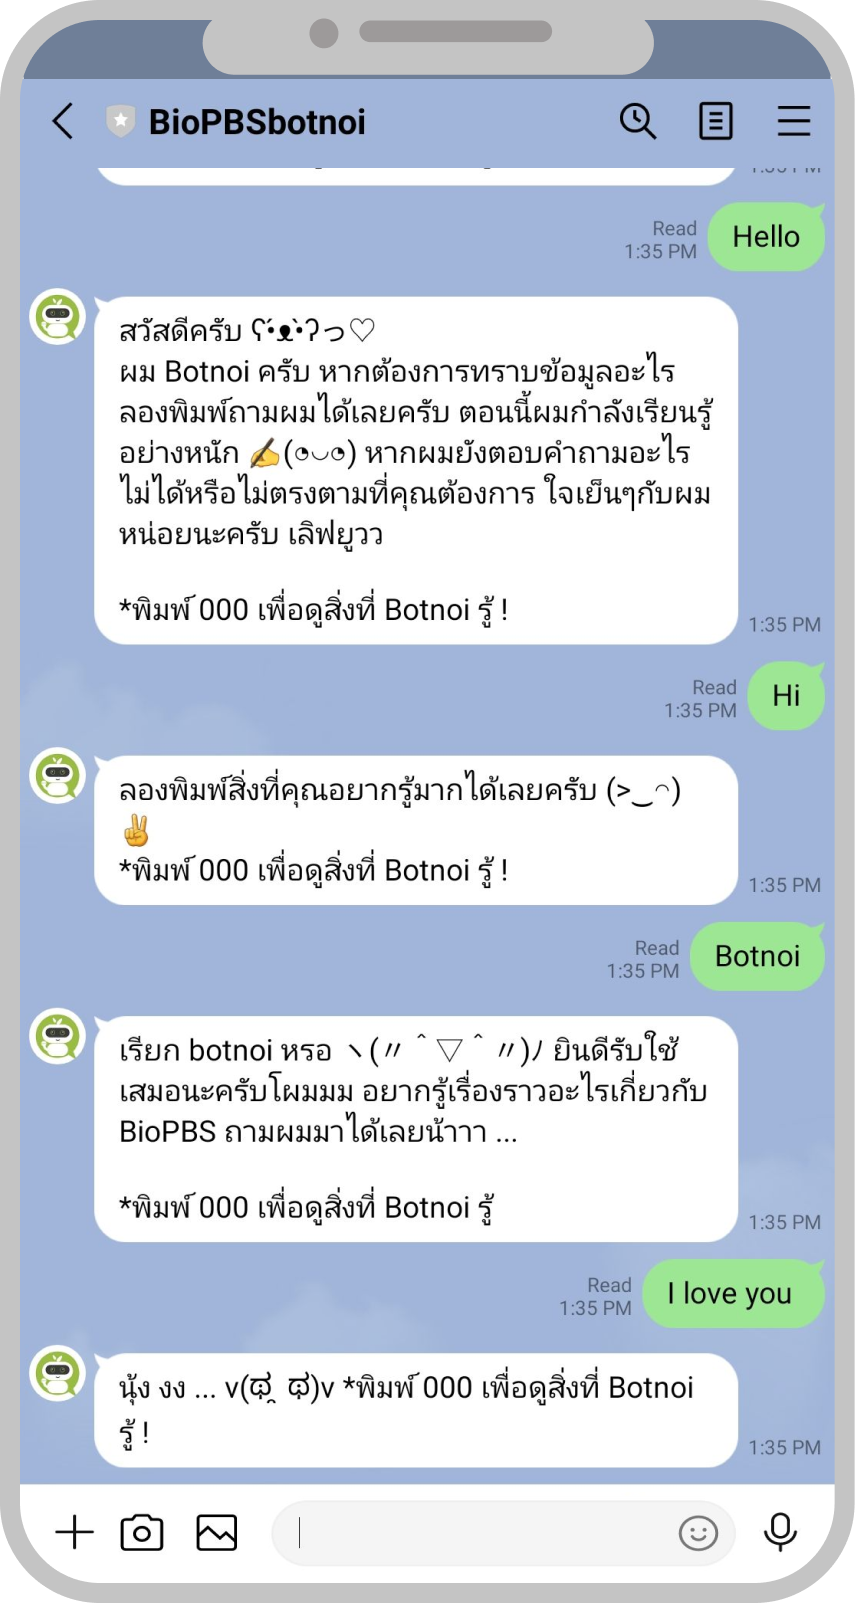 BioPBSbotnoi
Read
1:35 PM
Hello
สวัสดีครับ ʕ•́ᴥ•̀ʔっ♡
ผม Botnoi ครับ หากต้องการทราบข้อมูลอะไร
ลองพิมพ์ถามผมได้เลยครับ ตอนนี้ผมกำลังเรียนรู้
อย่างหนัก ✍(◔◡◔) หากผมยังตอบคำถามอะไร
ไม่ได้หรือไม่ตรงตามที่คุณต้องการ ใจเย็นๆกับผม
หน่อยนะครับ เลิฟยูวว
*พิมพ์ 000 เพื่อดูสิ่งที่ Botnoi รู้ !
1:35 PM
Read
1:35 PM
Hi
ลองพิมพ์สิ่งที่คุณอยากรู้มากได้เลยครับ (>‿◠)
✌
*พิมพ์ 000 เพื่อดูสิ่งที่ Botnoi รู้ !
1:35 PM
Read
1:35 PM
Botnoi
เรียก botnoi หรอ ヽ(〃＾▽＾〃)ﾉ ยินดีรับใช้
เสมอนะครับโผมมม อยากรู้เรื่องราวอะไรเกี่ยวกับ
BioPBS ถามผมมาได้เลยน้าาา ...
*พิมพ์ 000 เพื่อดูสิ่งที่ Botnoi รู้
1:35 PM
Read
1:35 PM
I love you
นุ้ง งง ... v(ಥ ̯ ಥ)v *พิมพ์ 000 เพื่อดูสิ่งที่ Botnoi
รู้ !
1:35 PM